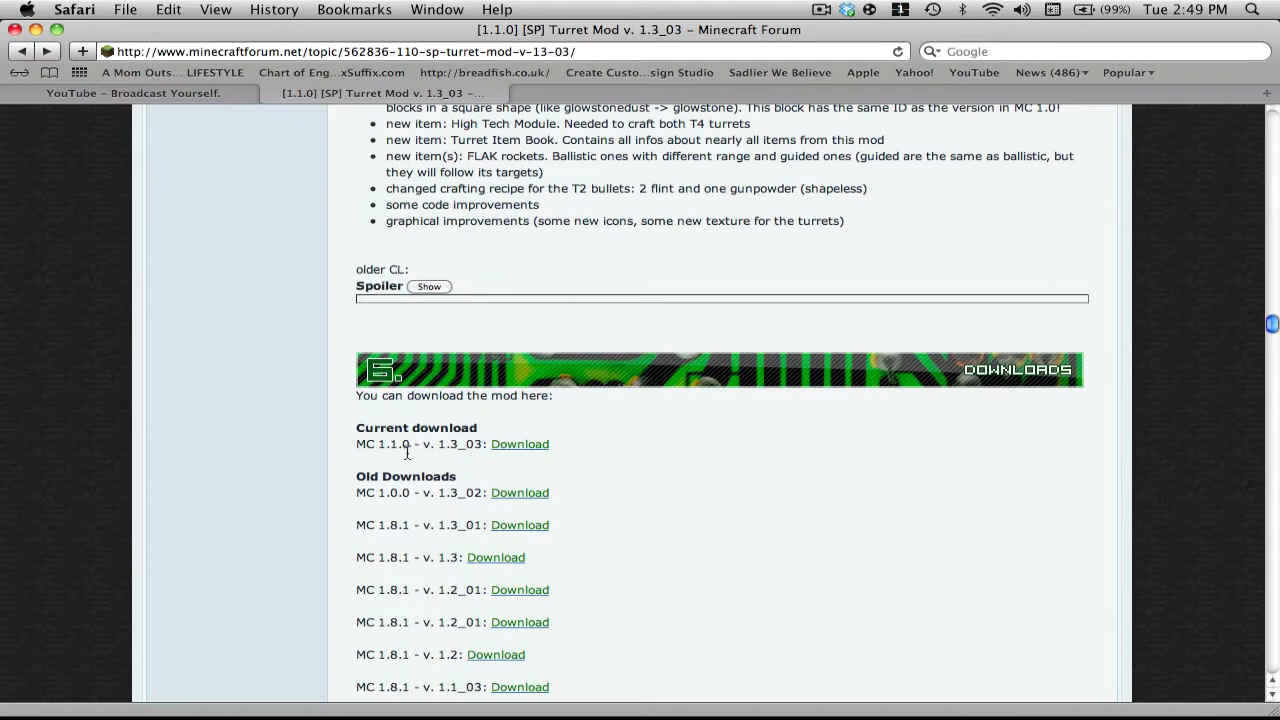 Safari File Edit View History Bookmarks Window Help 1 (99%) Tue 2:49 PM
[1.1.0] [SP] Turret Mod v. 1.3_03 – Minecraft Forum
http://www.minecraftforum.net/topic/562836-110-sp-turret-mod-v-13-03/ Google
A Mom Outs... LIFESTYLE Chart of Eng...xSuffix.com http://breadfish.co.uk/ Create Custo...sign Studio Sadlier We Believe Apple Yahoo! YouTube News (486) Popular
YouTube – Broadcast Yourself. [1.1.0] [SP] Turret Mod v. 1.3_03 –...
blocks in a square shape (like glowstonedust -> glowstone). This block has the same ID as the version in MC 1.0!
new item: High Tech Module. Needed to craft both T4 turrets
new item: Turret Item Book. Contains all infos about nearly all items from this mod
new item(s): FLAK rockets. Ballistic ones with different range and guided ones (guided are the same as ballistic, but
they will follow its targets)
changed crafting recipe for the T2 bullets: 2 flint and one gunpowder (shapeless)
some code improvements
graphical improvements (some new icons, some new texture for the turrets)
older CL:
Spoiler Show
6. DOWNLOADS
You can download the mod here:
Current download
MC 1.1.0 - v. 1.3_03: Download
Old Downloads
MC 1.0.0 - v. 1.3_02: Download
MC 1.8.1 - v. 1.3_01: Download
MC 1.8.1 - v. 1.3: Download
MC 1.8.1 - v. 1.2_01: Download
MC 1.8.1 - v. 1.2_01: Download
MC 1.8.1 - v. 1.2: Download
MC 1.8.1 - v. 1.1_03: Download